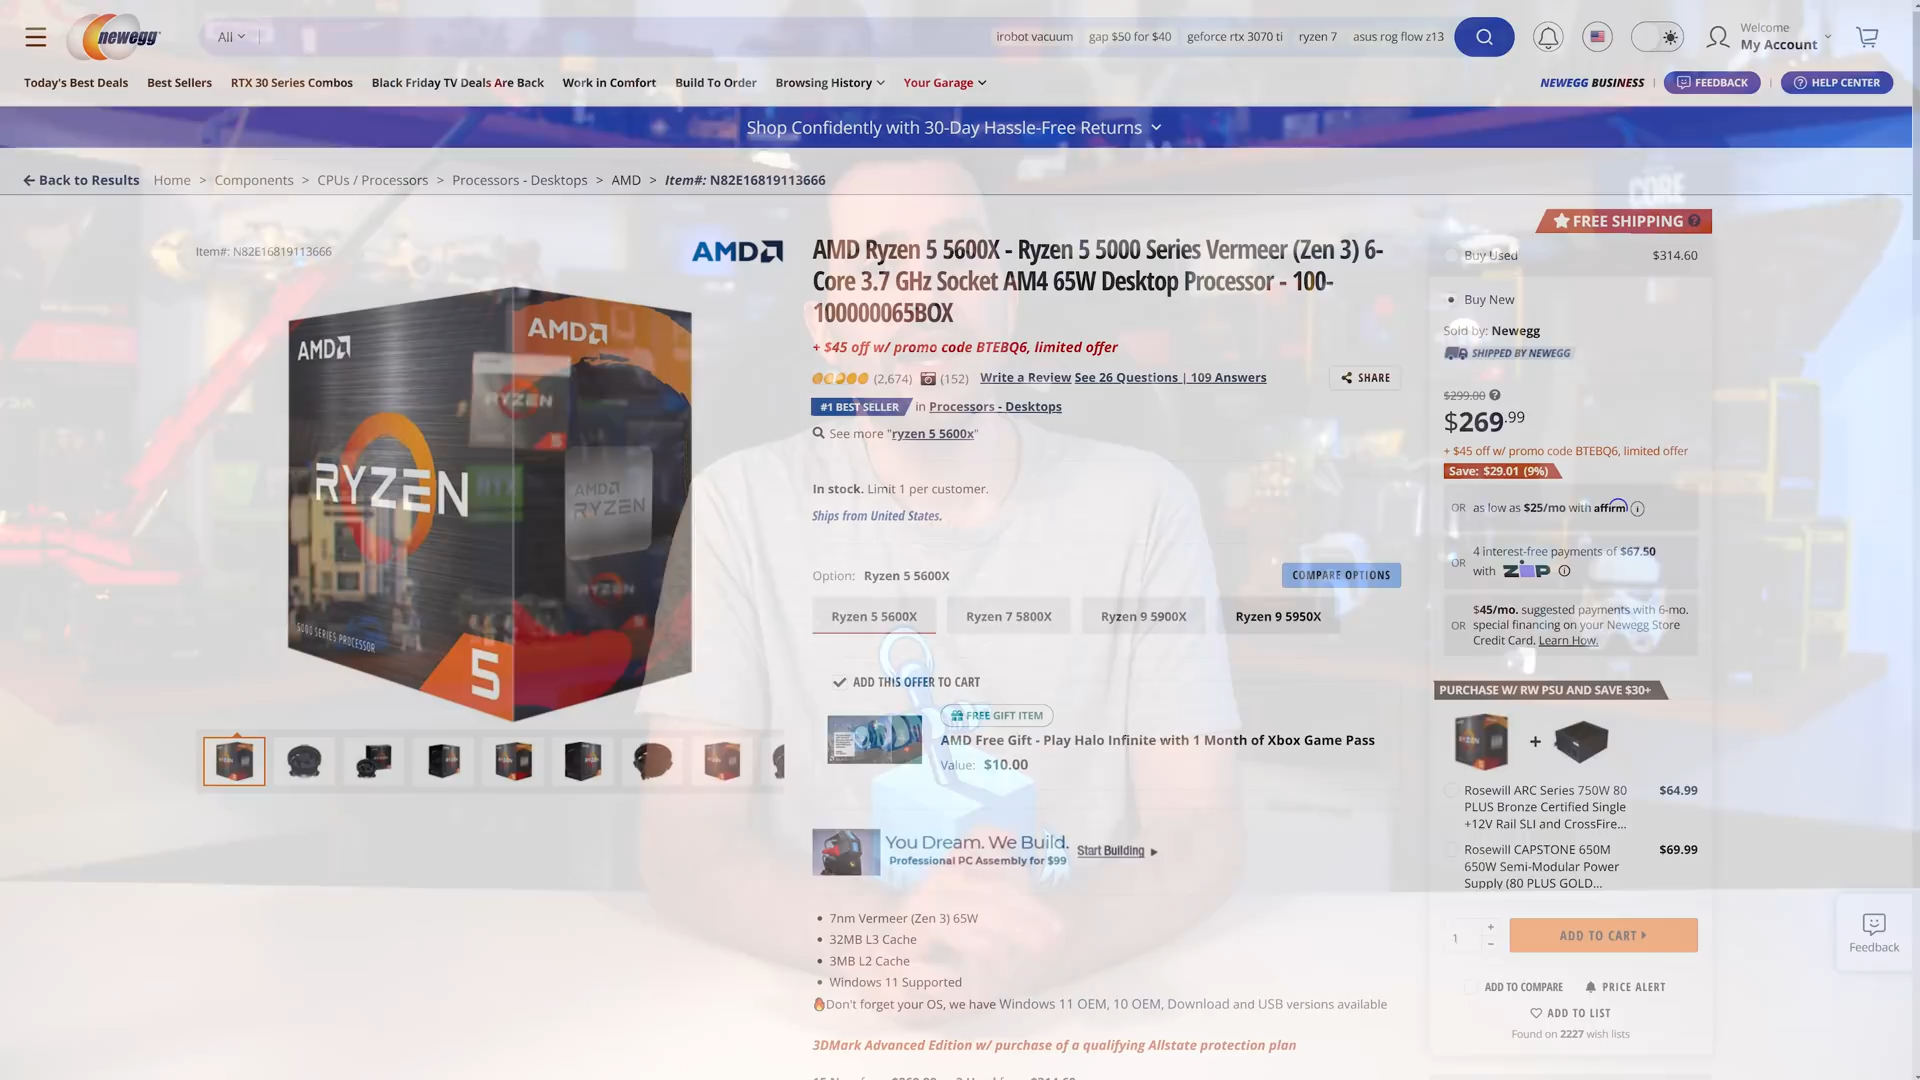 newegg
All
irobot vacuum gap $50 for $40 geforce rtx 3070 ti ryzen 7 asus rog flow z13
Welcome
My Account
Today's Best Deals Best Sellers RTX 30 Series Combos Black Friday TV Deals Are Back Work in Comfort Build To Order Browsing History Your Garage
NEWEGG BUSINESS FEEDBACK HELP CENTER
Shop Confidently with 30-Day Hassle-Free Returns
Back to Results Home > Components > CPUs / Processors > Processors - Desktops > AMD > Item#: N82E16819113666
CORE
Item#: N82E16819113666
AMD
AMD
AMD
RYZEN
RYZEN
AMD
RYZEN
RYZEN
5000 SERIES PROCESSOR
5
AMD Ryzen 5 5600X - Ryzen 5 5000 Series Vermeer (Zen 3) 6-
Core 3.7 GHz Socket AM4 65W Desktop Processor - 100-
100000065BOX
+ $45 off w/ promo code BTEBQ6, limited offer
(2,674) (152) Write a Review See 26 Questions | 109 Answers
SHARE
#1 BEST SELLER in Processors - Desktops
See more "ryzen 5 5600x"
In stock. Limit 1 per customer.
Ships from United States.
Option: Ryzen 5 5600X
COMPARE OPTIONS
Ryzen 5 5600X Ryzen 7 5800X Ryzen 9 5900X Ryzen 9 5950X
ADD THIS OFFER TO CART
FREE GIFT ITEM
AMD Free Gift - Play Halo Infinite with 1 Month of Xbox Game Pass
Value: $10.00
You Dream. We Build.
Professional PC Assembly for $99
Start Building
7nm Vermeer (Zen 3) 65W
32MB L3 Cache
3MB L2 Cache
Windows 11 Supported
Don't forget your OS, we have Windows 11 OEM, 10 OEM, Download and USB versions available
3DMark Advanced Edition w/ purchase of a qualifying Allstate protection plan
FREE SHIPPING
Buy Used $314.60
Buy New
Sold by: Newegg
SHIPPED BY NEWEGG
$299.00
$269.99
+ $45 off w/ promo code BTEBQ6, limited offer
Save: $29.01 (9%)
OR as low as $25/mo with affirm
OR 4 interest-free payments of $67.50
with ZIP
OR $45/mo. suggested payments with 6-mo.
special financing on your Newegg Store
Credit Card. Learn How.
PURCHASE W/ RW PSU AND SAVE $30+
+
Rosewill ARC Series 750W 80 $64.99
PLUS Bronze Certified Single
+12V Rail SLI and CrossFire...
Rosewill CAPSTONE 650M $69.99
650W Semi-Modular Power
Supply (80 PLUS GOLD...
1 + -
ADD TO CART
ADD TO COMPARE PRICE ALERT
ADD TO LIST
Found on 2227 wish lists
Feedback